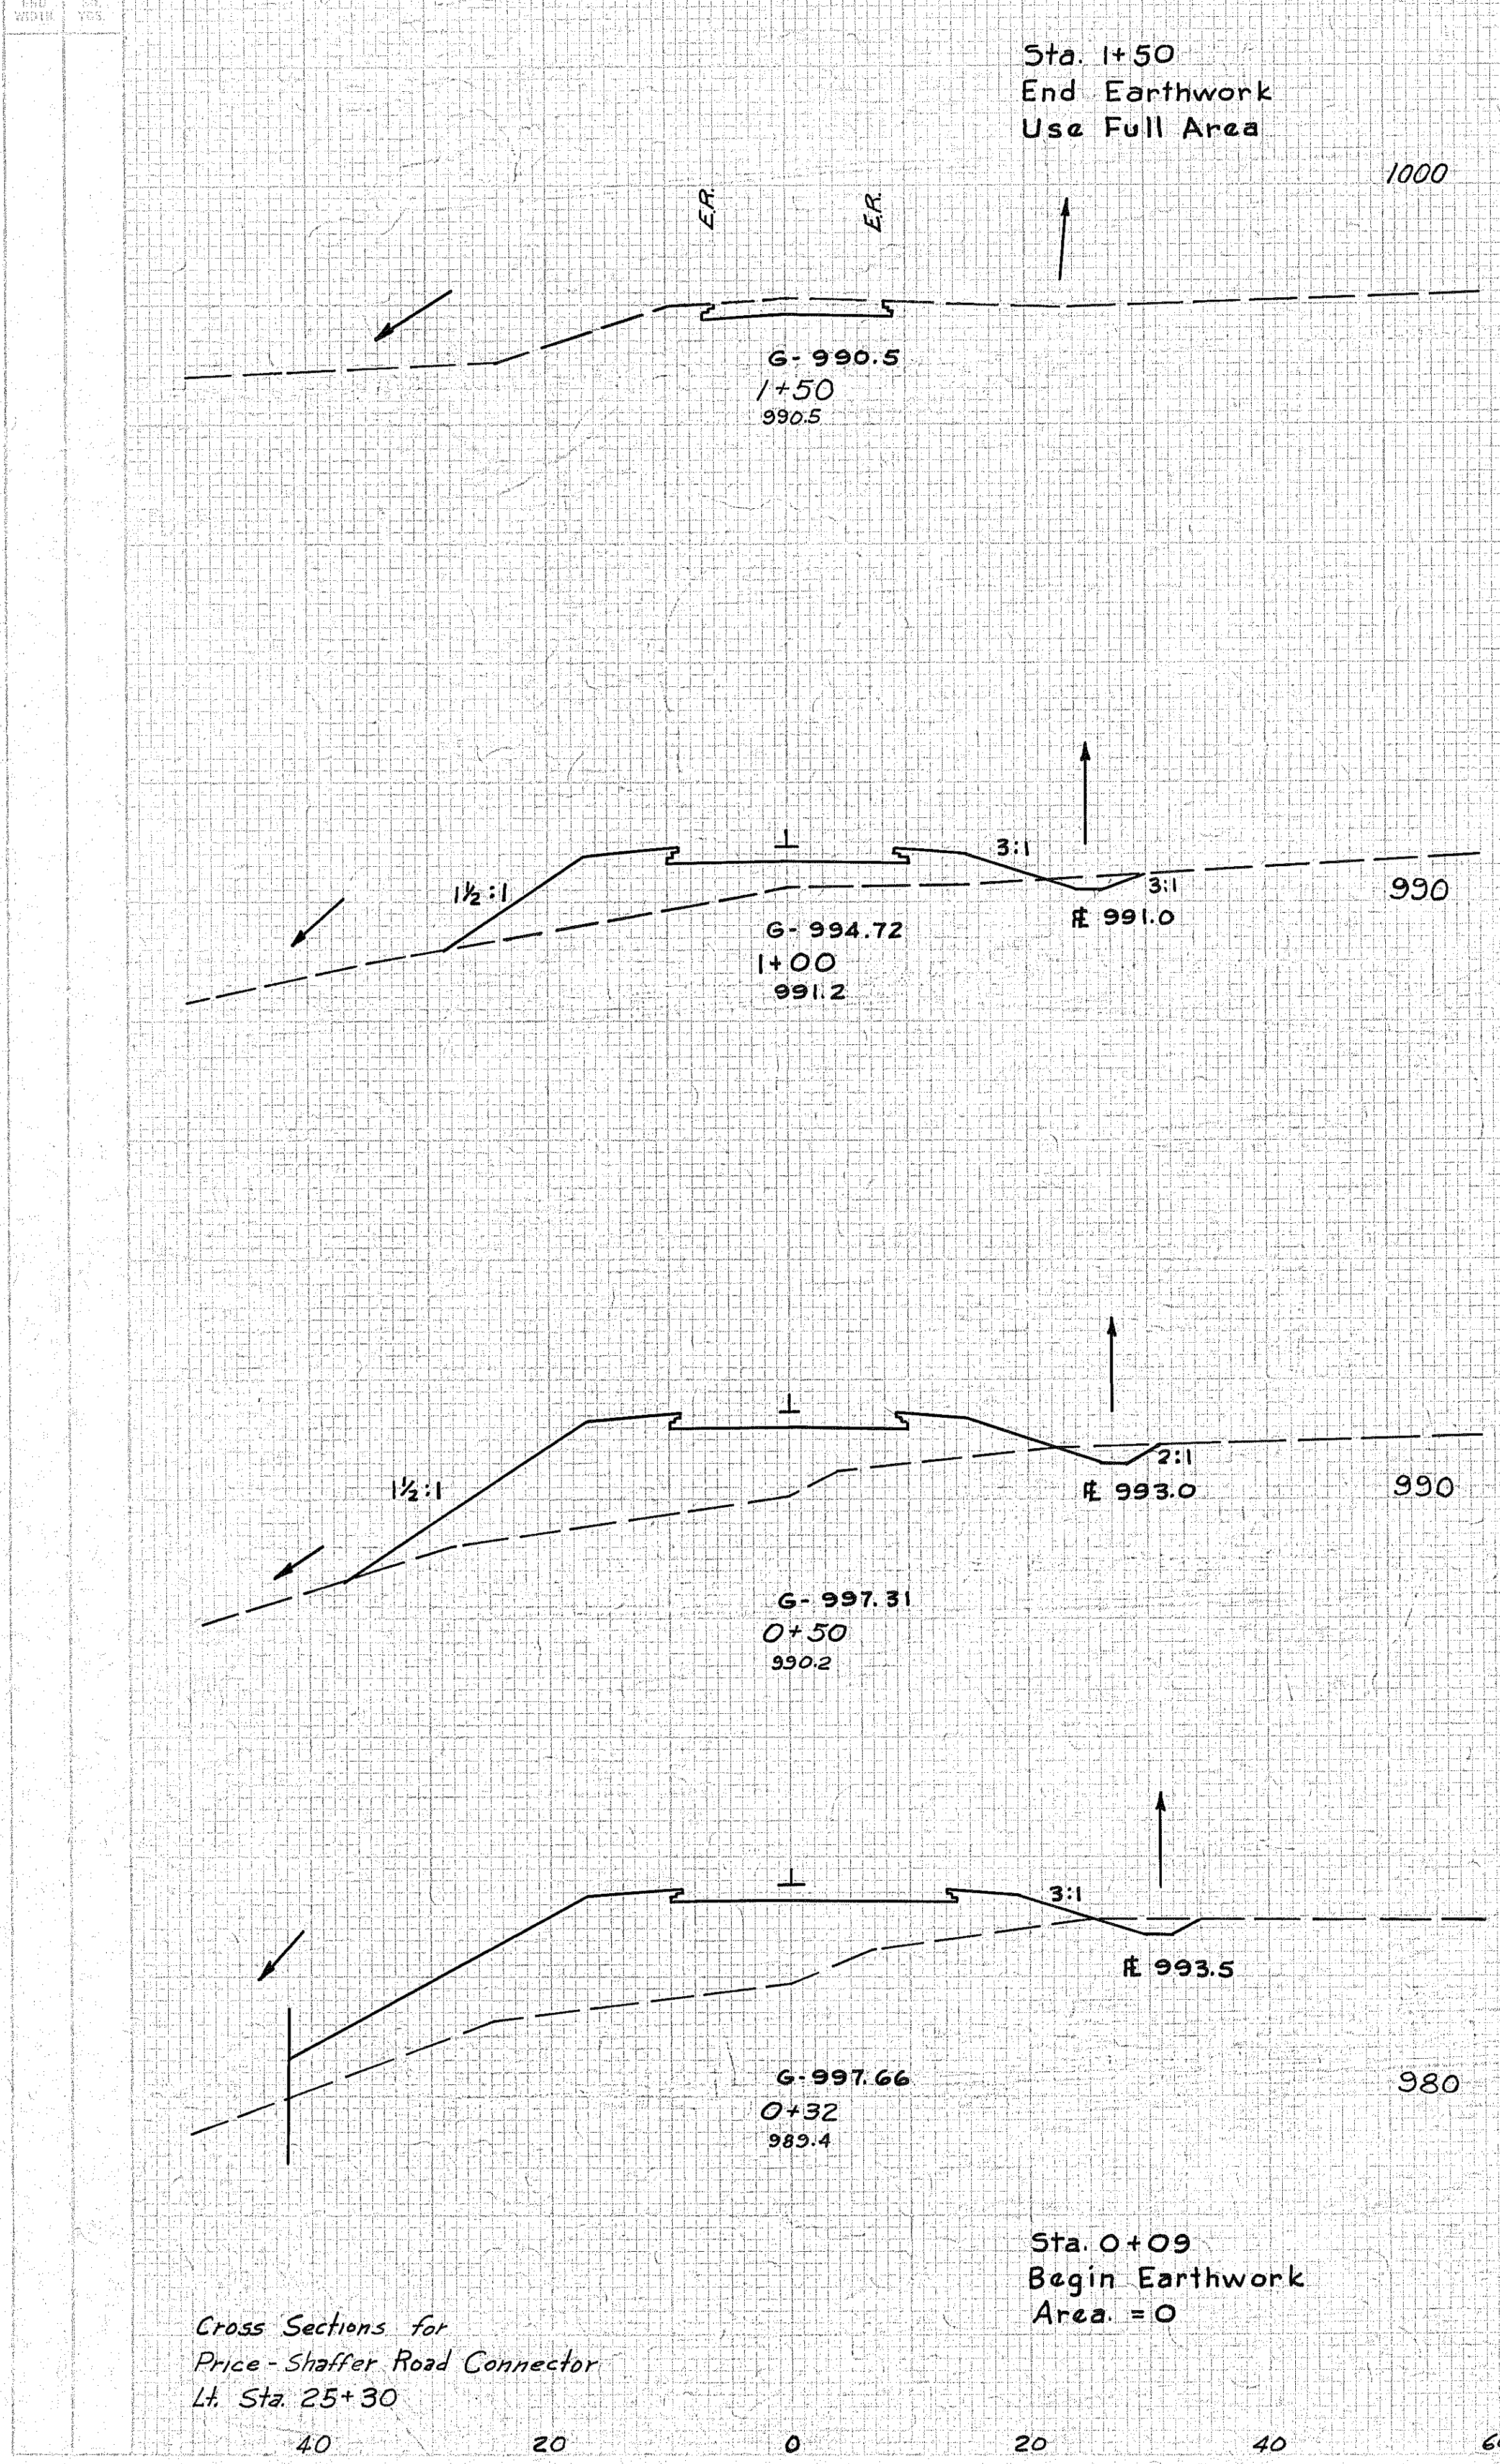 END
WIDTH
SQ.
YDS.
Sta. 1+50
End Earthwork
Use Full Area
1000
E.R.
E.R.
G- 990.5
1+50
990.5
3:1
1½:1
3:1
990
℄ 991.0
G- 994.72
1+00
991.2
1½:1
2:1
990
℄ 993.0
G- 997.31
0+50
990.2
3:1
℄ 993.5
G- 997.66
0+32
989.4
980
Sta. 0+09
Begin Earthwork
Area. = 0
Cross Sections for
Price - Shaffer Road Connector
Lt. Sta. 25+30
40 20 0 20 40